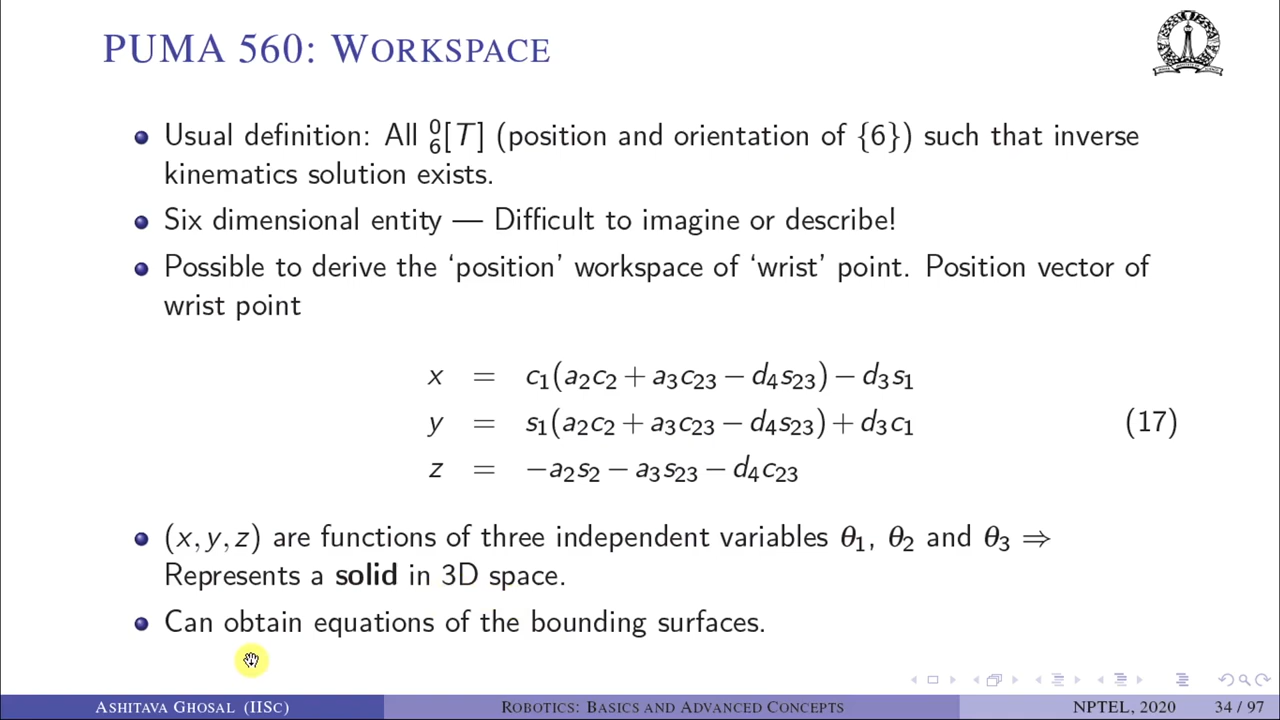 PUMA 560: WORKSPACE
Usual definition: All ⁰₆[T] (position and orientation of {6}) such that inverse
kinematics solution exists.
Six dimensional entity — Difficult to imagine or describe!
Possible to derive the ‘position’ workspace of ‘wrist’ point. Position vector of
wrist point
x = c₁(a₂c₂ + a₃c₂₃ − d₄s₂₃) − d₃s₁
y = s₁(a₂c₂ + a₃c₂₃ − d₄s₂₃) + d₃c₁ (17)
z = −a₂s₂ − a₃s₂₃ − d₄c₂₃
(x, y, z) are functions of three independent variables θ₁, θ₂ and θ₃ ⇒
Represents a solid in 3D space.
Can obtain equations of the bounding surfaces.
ASHITAVA GHOSAL (IISC) ROBOTICS: BASICS AND ADVANCED CONCEPTS NPTEL, 2020 34 / 97